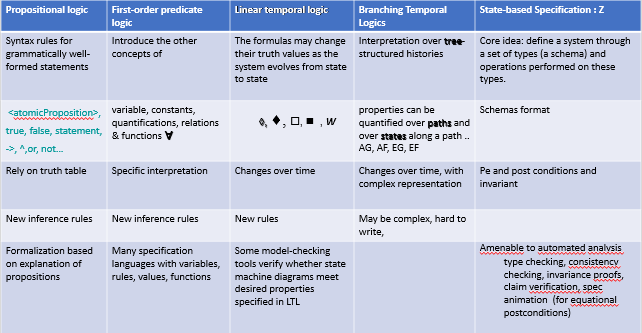 Propositional logic
First-order predicate
logic
Linear temporal logic
Branching Temporal
Logics
State-based Specification : Z
Syntax rules for
grammatically well-
formed statements
Introduce the other
concepts of
The formulas may change
their truth values as the
system evolves from state
to state
Interpretation over tree-
structured histories
Core idea: define a system through
a set of types (a schema) and
operations performed on these
types.
<atomicProposition>,
true, false, statement,
->, ^,or, not...
variable, constants,
quantifications, relations
& functions ∀
◊, ♦, □, ■ , W
properties can be
quantified over paths and
over states along a path ..
AG, AF, EG, EF
Schemas format
Rely on truth table
Specific interpretation
Changes over time
Changes over time, with
complex representation
Pe and post conditions and
invariant
New inference rules
New inference rules
New rules
May be complex, hard to
write,
Formalization based
on explanation of
propositions
Many specification
languages with variables,
rules, values, functions
Some model-checking
tools verify whether state
machine diagrams meet
desired properties
specified in LTL
Amenable to automated analysis
type checking, consistency
checking, invariance proofs,
claim verification, spec
animation (for equational
postconditions)